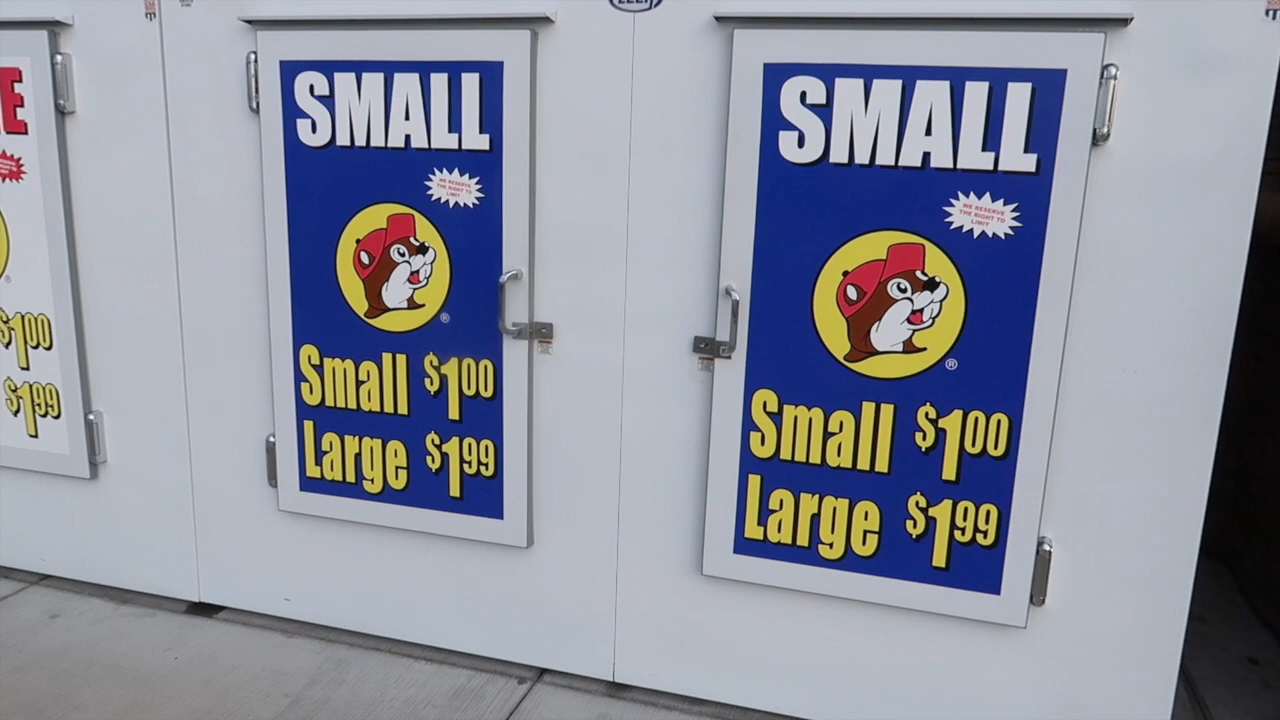 E
$1.00
$1.99
SMALL
WE RESERVE
THE RIGHT TO
LIMIT
®
Small $1.00
Large $1.99
SMALL
WE RESERVE
THE RIGHT TO
LIMIT
®
Small $1.00
Large $1.99